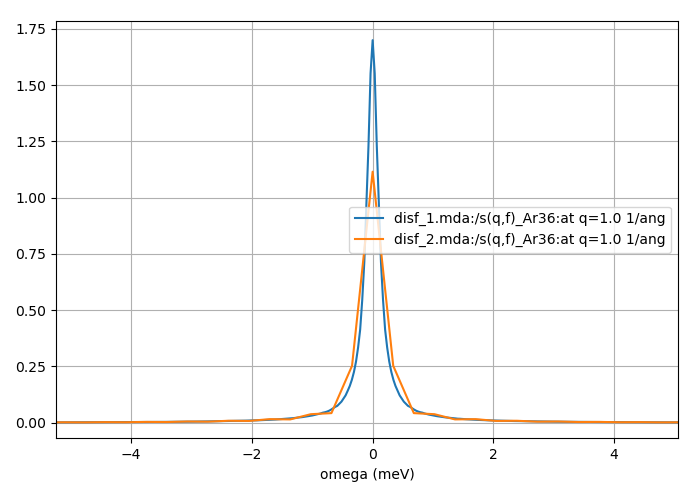 1.75
1.50
1.25
1.00
disf_1.mda:/s(q,f)_Ar36:at q=1.0 1/ang
disf_2.mda:/s(q,f)_Ar36:at q=1.0 1/ang
0.75
0.50
0.25
0.00
−4 −2 0 2 4
omega (meV)